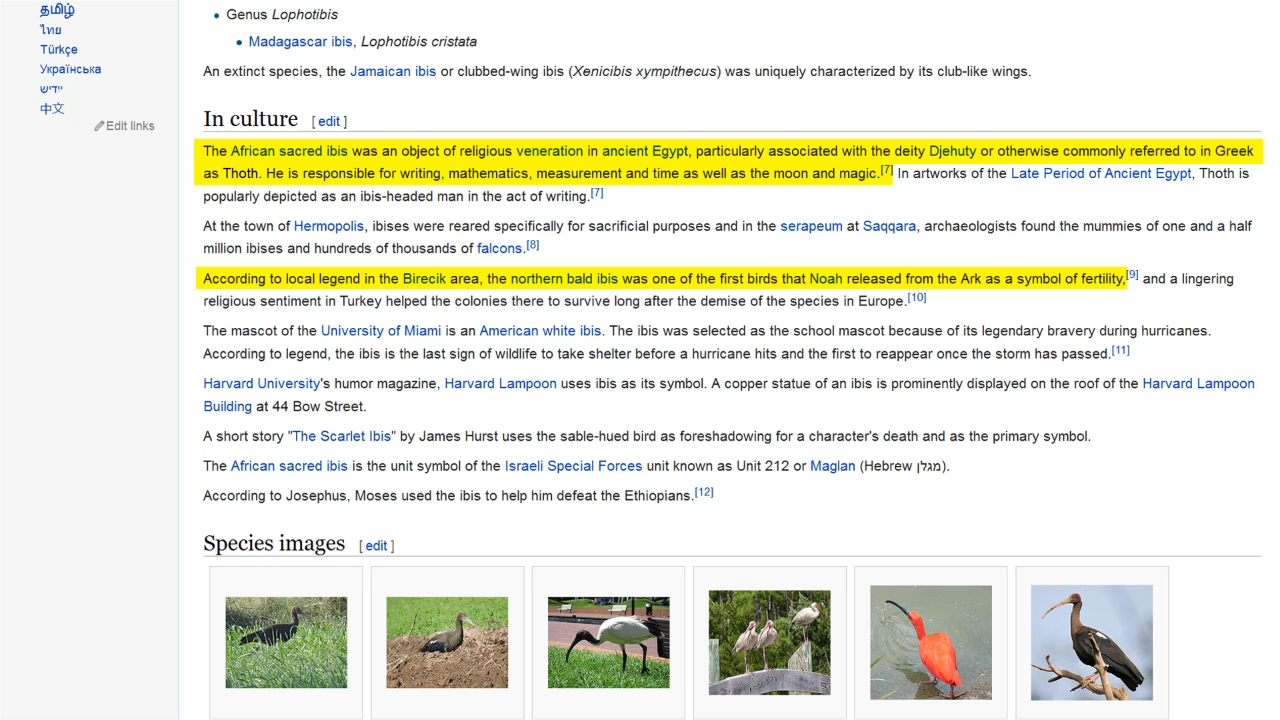 தமிழ்
ไทย
Türkçe
Українська
ייִדיש
中文
Edit links
Genus Lophotibis
Madagascar ibis, Lophotibis cristata
An extinct species, the Jamaican ibis or clubbed-wing ibis (Xenicibis xympithecus) was uniquely characterized by its club-like wings.
In culture [ edit ]
The African sacred ibis was an object of religious veneration in ancient Egypt, particularly associated with the deity Djehuty or otherwise commonly referred to in Greek
as Thoth. He is responsible for writing, mathematics, measurement and time as well as the moon and magic.[7] In artworks of the Late Period of Ancient Egypt, Thoth is
popularly depicted as an ibis-headed man in the act of writing.[7]
At the town of Hermopolis, ibises were reared specifically for sacrificial purposes and in the serapeum at Saqqara, archaeologists found the mummies of one and a half
million ibises and hundreds of thousands of falcons.[8]
According to local legend in the Birecik area, the northern bald ibis was one of the first birds that Noah released from the Ark as a symbol of fertility,[9] and a lingering
religious sentiment in Turkey helped the colonies there to survive long after the demise of the species in Europe.[10]
The mascot of the University of Miami is an American white ibis. The ibis was selected as the school mascot because of its legendary bravery during hurricanes.
According to legend, the ibis is the last sign of wildlife to take shelter before a hurricane hits and the first to reappear once the storm has passed.[11]
Harvard University's humor magazine, Harvard Lampoon uses ibis as its symbol. A copper statue of an ibis is prominently displayed on the roof of the Harvard Lampoon
Building at 44 Bow Street.
A short story "The Scarlet Ibis" by James Hurst uses the sable-hued bird as foreshadowing for a character's death and as the primary symbol.
The African sacred ibis is the unit symbol of the Israeli Special Forces unit known as Unit 212 or Maglan (Hebrew מגלן).
According to Josephus, Moses used the ibis to help him defeat the Ethiopians.[12]
Species images [ edit ]